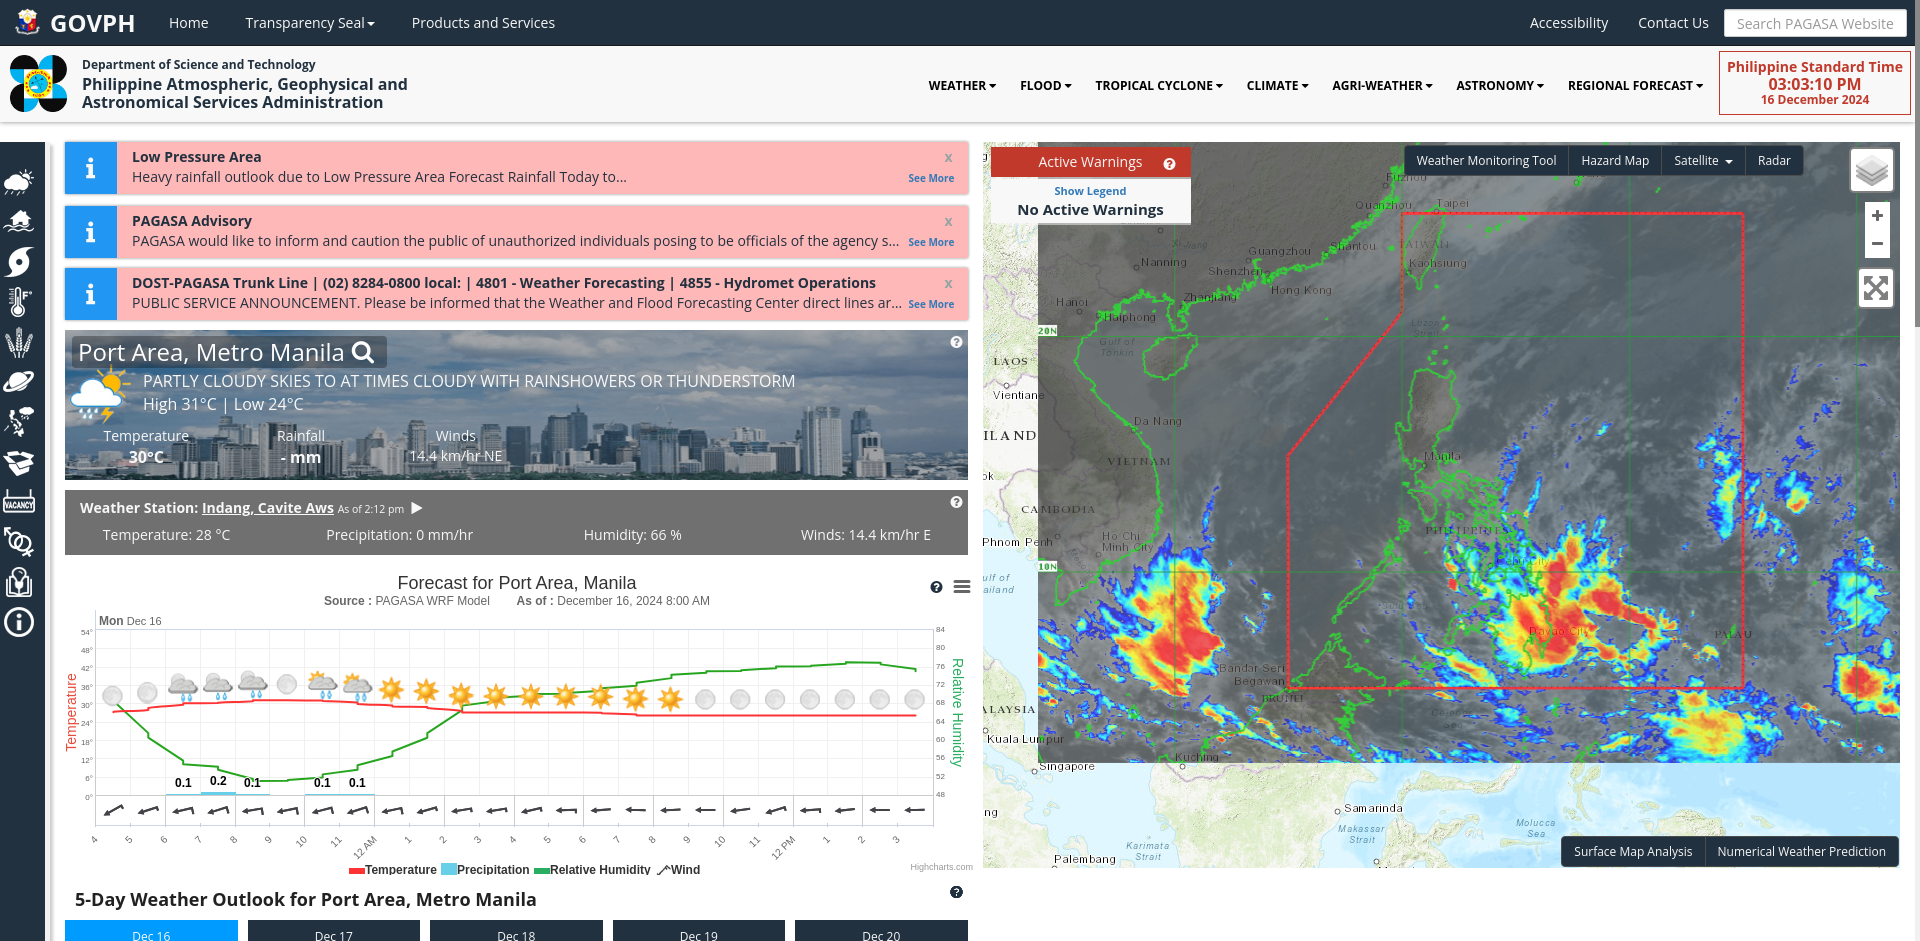 GOVPH
Home
Transparency Seal
Products and Services
Accessibility
Contact Us
Search PAGASA Website
Department of Science and Technology
Philippine Atmospheric, Geophysical and
Astronomical Services Administration
WEATHER
FLOOD
TROPICAL CYCLONE
CLIMATE
AGRI-WEATHER
ASTRONOMY
REGIONAL FORECAST
Philippine Standard Time
03:03:10 PM
16 December 2024
Low Pressure Area
x
Heavy rainfall outlook due to Low Pressure Area Forecast Rainfall Today to...
See More
PAGASA Advisory
x
PAGASA would like to inform and caution the public of unauthorized individuals posing to be officials of the agency s...
See More
DOST-PAGASA Trunk Line | (02) 8284-0800 local: | 4801 - Weather Forecasting | 4855 - Hydromet Operations
x
PUBLIC SERVICE ANNOUNCEMENT. Please be informed that the Weather and Flood Forecasting Center direct lines ar...
See More
VACANCY
Port Area, Metro Manila
PARTLY CLOUDY SKIES TO AT TIMES CLOUDY WITH RAINSHOWERS OR THUNDERSTORM
High 31°C | Low 24°C
Temperature
30°C
Rainfall
- mm
Winds
14.4 km/hr NE
Weather Station: Indang, Cavite Aws As of 2:12 pm
Temperature: 28 °C
Precipitation: 0 mm/hr
Humidity: 66 %
Winds: 14.4 km/hr E
Forecast for Port Area, Manila
Source : PAGASA WRF Model
As of : December 16, 2024 8:00 AM
Mon Dec 16
Temperature
54°
48°
42°
36°
30°
24°
18°
12°
6°
0°
Relative Humidity
84
80
76
72
68
64
60
56
52
48
0.1
0.2
0.1
0.1
0.1
4
5
6
7
8
9
10
11
12 AM
1
2
3
4
5
6
7
8
9
10
11
12 PM
1
2
3
Temperature
Precipitation
Relative Humidity
Wind
Highcharts.com
5-Day Weather Outlook for Port Area, Metro Manila
Dec 16
Dec 17
Dec 18
Dec 19
Dec 20
Active Warnings
Show Legend
No Active Warnings
Weather Monitoring Tool
Hazard Map
Satellite
Radar
+
−
Fuzhou
Quanzhou
Taipei
TAIWAN
Kaohsiung
Shantou
Guangzhou
Shenzhen
Hong Kong
Nanning
Zhanjiang
Hanoi
Haiphong
Gulf of
Tonkin
20N
Luzon
Strait
LAOS
Vientiane
Da Nang
ILAND
VIETNAM
Manila
ok
CAMBODIA
PHILIPPINES
Phnom Penh
Ho Chi
Minh City
10N
Cebu City
ulf of
ailand
Davao City
PALAU
Bandar Seri
Begawan
BRUNEI
ALAYSIA
Kuala Lumpur
Singapore
Kuching
Samarinda
ng
Makassar
Strait
Molucca
Sea
Karimata
Strait
Palembang
Surface Map Analysis
Numerical Weather Prediction